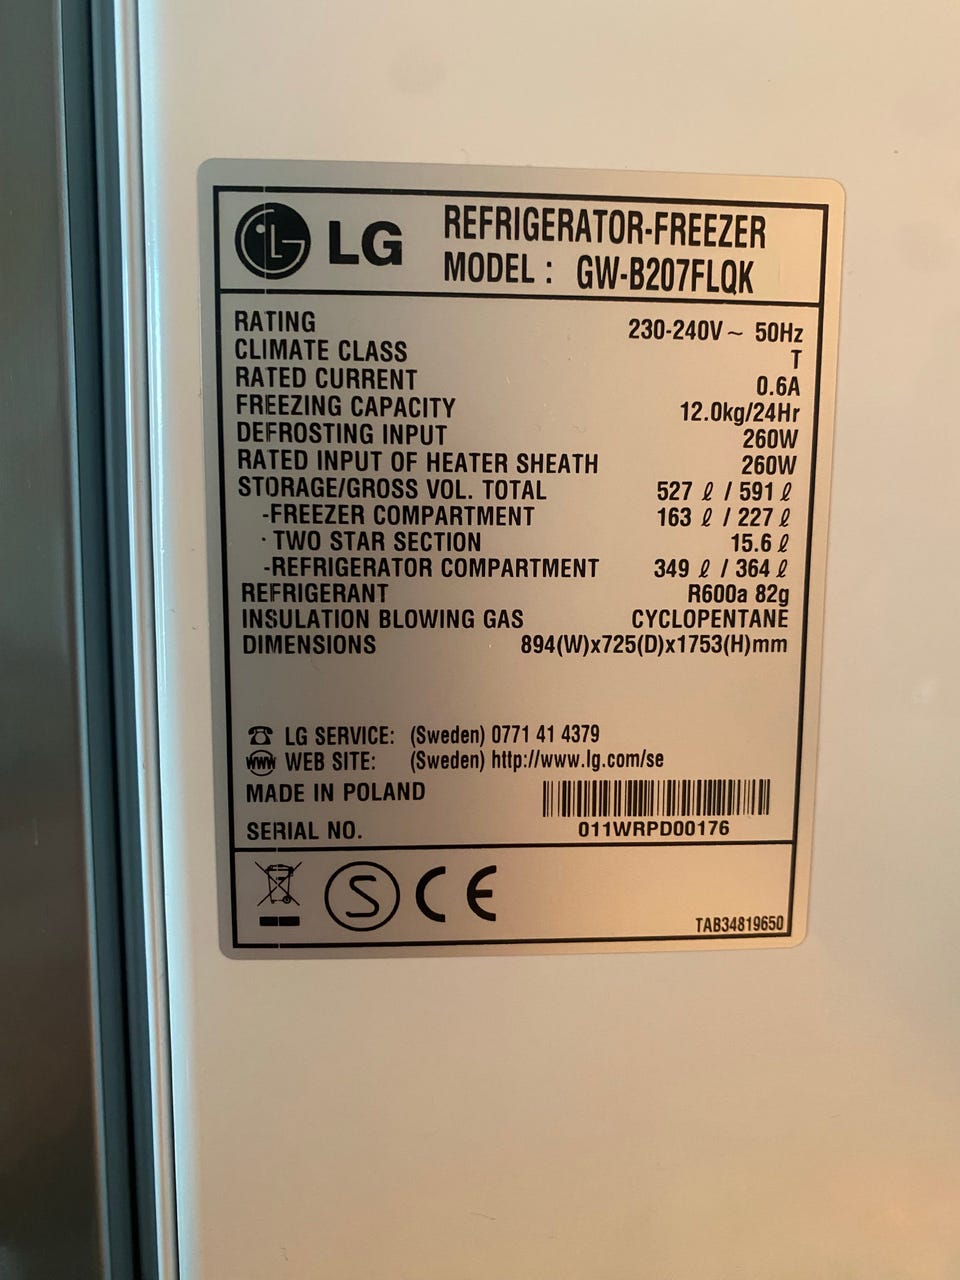 LG REFRIGERATOR-FREEZER
MODEL : GW-B207FLQK
RATING 230-240V ~ 50Hz
CLIMATE CLASS T
RATED CURRENT 0.6A
FREEZING CAPACITY 12.0kg/24Hr
DEFROSTING INPUT 260W
RATED INPUT OF HEATER SHEATH 260W
STORAGE/GROSS VOL. TOTAL 527 ℓ / 591 ℓ
-FREEZER COMPARTMENT 163 ℓ / 227 ℓ
· TWO STAR SECTION 15.6 ℓ
-REFRIGERATOR COMPARTMENT 349 ℓ / 364 ℓ
REFRIGERANT R600a 82g
INSULATION BLOWING GAS CYCLOPENTANE
DIMENSIONS 894(W)x725(D)x1753(H)mm
☎ LG SERVICE: (Sweden) 0771 41 4379
WWW WEB SITE: (Sweden) http://www.lg.com/se
MADE IN POLAND
SERIAL NO. 011WRPD00176
S CE
TAB34819650